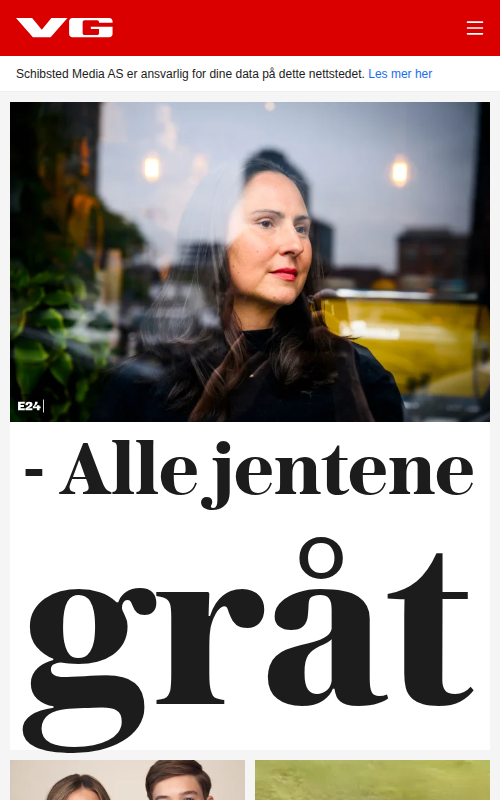 VG
Schibsted Media AS er ansvarlig for dine data på dette nettstedet. Les mer her
E24
- Alle jentene
gråt